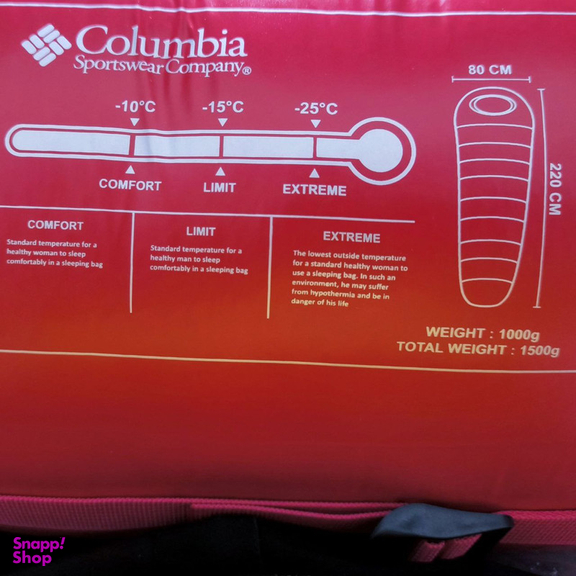 Columbia
Sportswear Company®
80 CM
-10°C -15°C -25°C
COMFORT LIMIT EXTREME
220 CM
COMFORT
Standard temperature for a
healthy woman to sleep
comfortably in a sleeping bag
LIMIT
Standard temperature for a
healthy man to sleep
comfortably in a sleeping bag
EXTREME
The lowest outside temperature
for a standard healthy woman to
use a sleeping bag. In such an
environment, he may suffer
from hypothermia and be in
danger of his life
WEIGHT : 1000g
TOTAL WEIGHT : 1500g
Snapp!
Shop